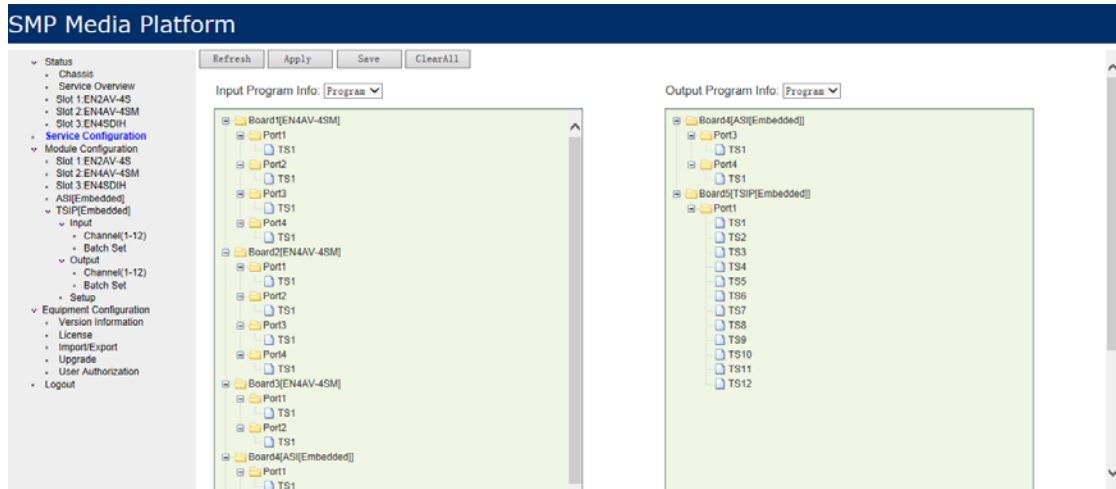 SMP Media Platform
Status
Chassis
Service Overview
Slot 1:EN2AV-4S
Slot 2:EN4AV-4SM
Slot 3:EN4SDIH
Service Configuration
Module Configuration
Slot 1:EN2AV-4S
Slot 2:EN4AV-4SM
Slot 3:EN4SDIH
ASI[Embedded]
TSIP[Embedded]
Input
Channel(1-12)
Batch Set
Output
Channel(1-12)
Batch Set
Setup
Equipment Configuration
Version Information
License
Import/Export
Upgrade
User Authorization
Logout
Refresh Apply Save ClearAll
Input Program Info: Program
Board1[EN4AV-4SM]
Port1
TS1
Port2
TS1
Port3
TS1
Port4
TS1
Board2[EN4AV-4SM]
Port1
TS1
Port2
TS1
Port3
TS1
Port4
TS1
Board3[EN4AV-4SM]
Port1
TS1
Port2
TS1
Board4[ASI[Embedded]]
Port1
TS1
Output Program Info: Program
Board4[ASI[Embedded]]
Port3
TS1
Port4
TS1
Board5[TSIP[Embedded]]
Port1
TS1
TS2
TS3
TS4
TS5
TS6
TS7
TS8
TS9
TS10
TS11
TS12